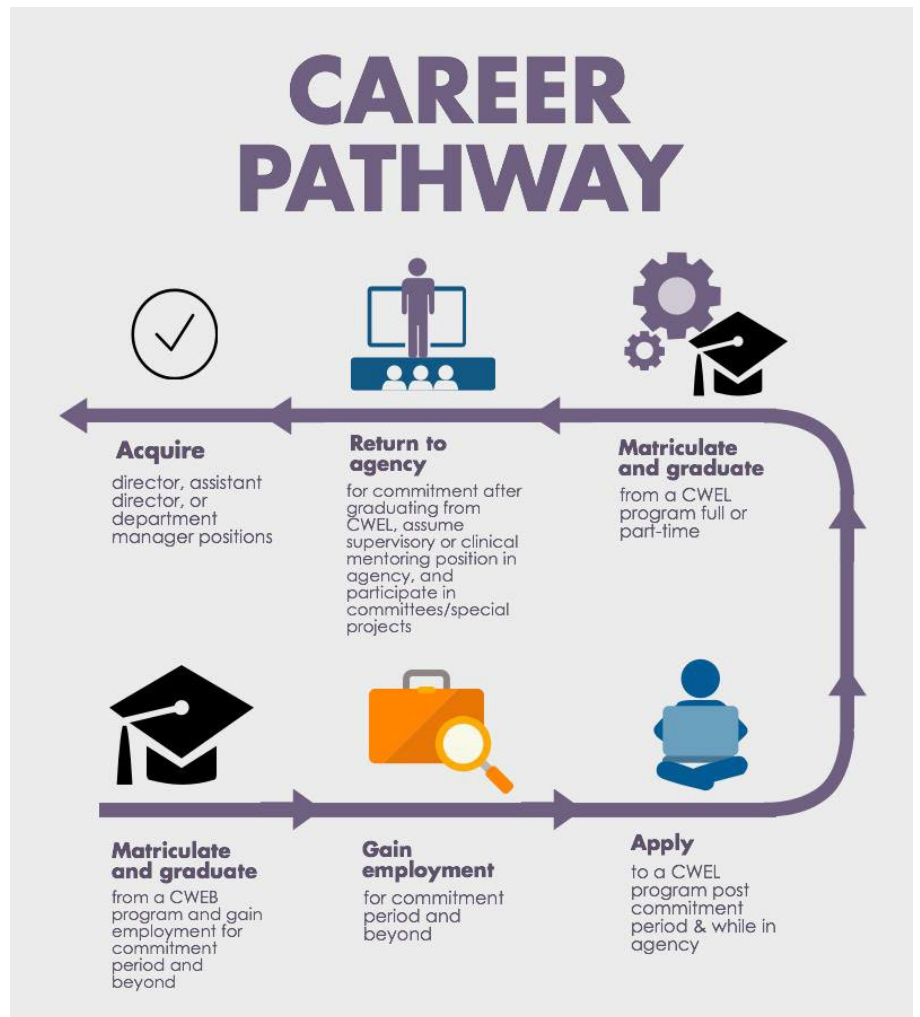 CAREER
PATHWAY
Acquire
director, assistant
director, or
department
manager positions
Return to
agency
for commitment after
graduating from
CWEL, assume
supervisory or clinical
mentoring position in
agency, and
participate in
committees/special
projects
Matriculate
and graduate
from a CWEL
program full or
part-time
Matriculate
and graduate
from a CWEB
program and gain
employment for
commitment
period and
beyond
Gain
employment
for commitment
period and
beyond
Apply
to a CWEL
program post
commitment
period & while in
agency